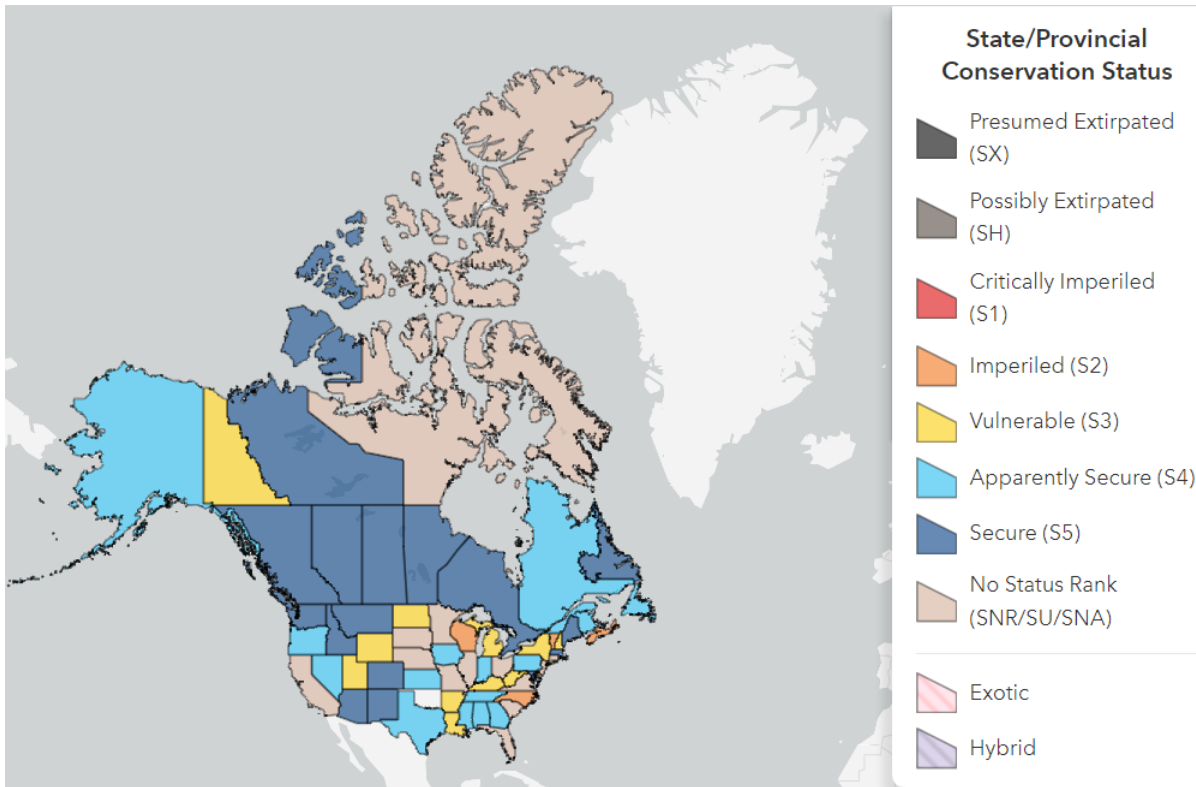 State/Provincial
Conservation Status
Presumed Extirpated
(SX)
Possibly Extirpated
(SH)
Critically Imperiled
(S1)
Imperiled (S2)
Vulnerable (S3)
Apparently Secure (S4)
Secure (S5)
No Status Rank
(SNR/SU/SNA)
Exotic
Hybrid